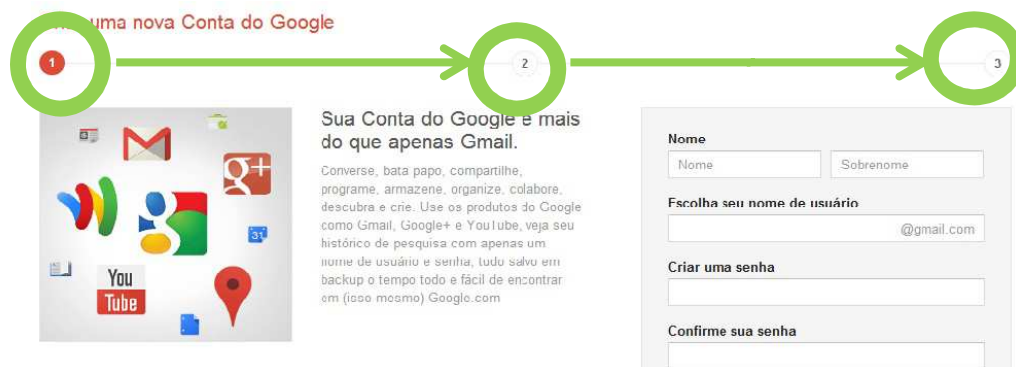 uma nova Conta do Google
1
2
3
Sua Conta do Google é mais
do que apenas Gmail.
Converse, bata papo, compartilhe,
programe, armazene, organize, colabore,
descubra e crie. Use os produtos do Google
como Gmail, Google+ e YouTube, veja seu
histórico de pesquisa com apenas um
nome de usuário e senha, tudo salvo em
backup o tempo todo e fácil de encontrar
em (isso mesmo) Google.com
g+
g
31
You
Tube
Nome
Nome
Sobrenome
Escolha seu nome de usuário
@gmail.com
Criar uma senha
Confirme sua senha